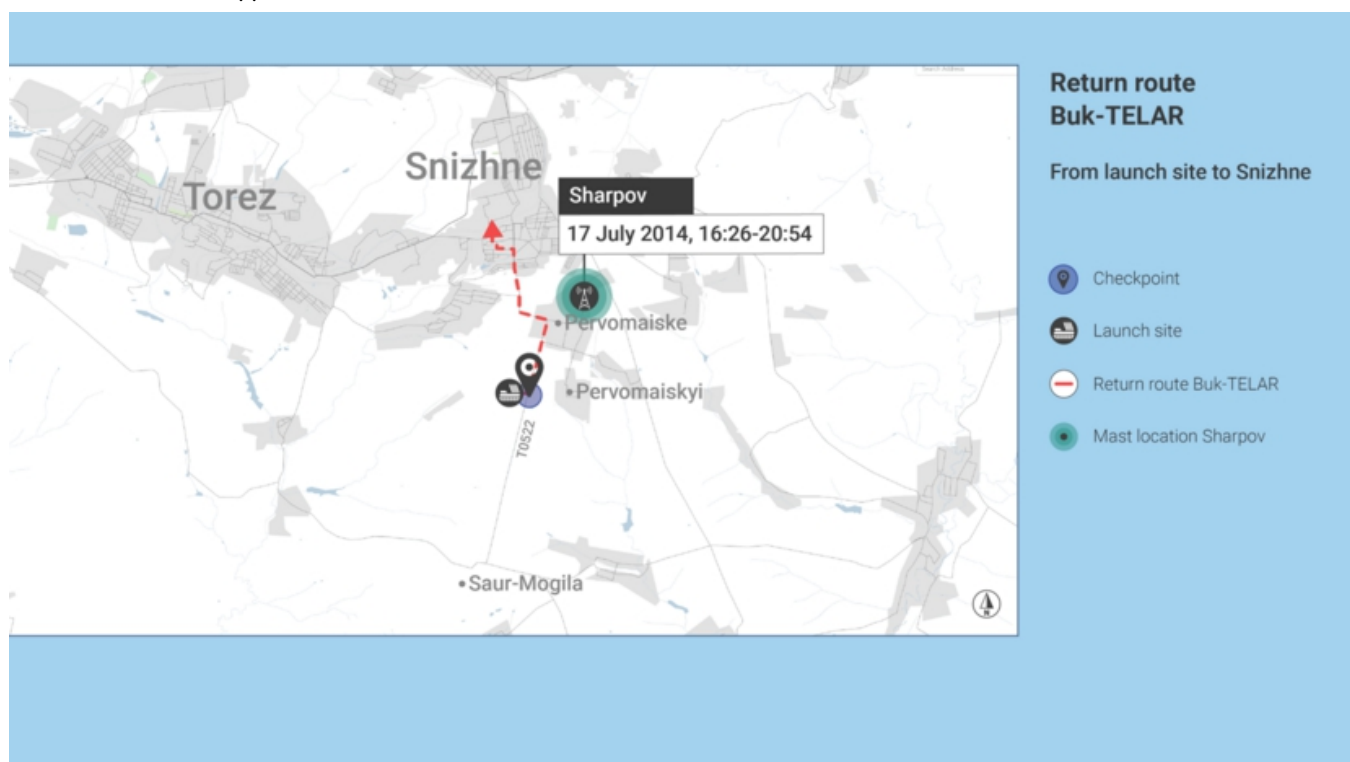 Return route
Buk-TELAR
From launch site to Snizhne
Checkpoint
Launch site
Return route Buk-TELAR
Mast location Sharpov
Snizhne
Torez
Sharpov
17 July 2014, 16:26-20:54
Pervomaiske
Pervomaiskyi
T0522
Saur-Mogila
N